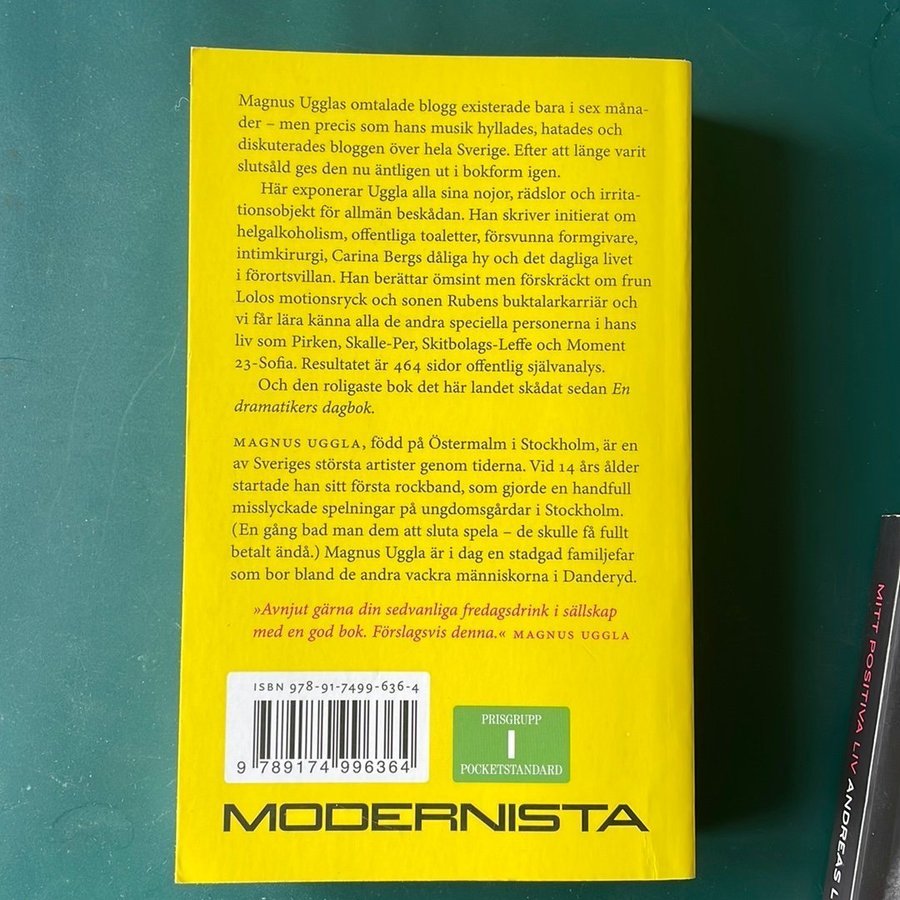 Magnus Ugglas omtalade blogg existerade bara i sex måna-
der – men precis som hans musik hyllades, hatades och
diskuterades bloggen över hela Sverige. Efter att länge varit
slutsåld ges den nu äntligen ut i bokform igen.
Här exponerar Uggla alla sina nojor, rädslor och irrita-
tionsobjekt för allmän beskådan. Han skriver initierat om
helgalkoholism, offentliga toaletter, försvunna formgivare,
intimkirurgi, Carina Bergs dåliga hy och det dagliga livet
i förortsvillan. Han berättar ömsint men förskräckt om frun
Lolos motionsryck och sonen Rubens buktalarkarriär och
vi får lära känna alla de andra speciella personerna i hans
liv som Pirken, Skalle-Per, Skitbolags-Leffe och Moment
23-Sofia. Resultatet är 464 sidor offentlig självanalys.
Och den roligaste bok det här landet skådat sedan En
dramatikers dagbok.
MAGNUS UGGLA, född på Östermalm i Stockholm, är en
av Sveriges största artister genom tiderna. Vid 14 års ålder
startade han sitt första rockband, som gjorde en handfull
misslyckade spelningar på ungdomsgårdar i Stockholm.
(En gång bad man dem att sluta spela – de skulle få fullt
betalt ändå.) Magnus Uggla är i dag en stadgad familjefar
som bor bland de andra vackra människorna i Danderyd.
»Avnjut gärna din sedvanliga fredagsdrink i sällskap
med en god bok. Förslagsvis denna.« MAGNUS UGGLA
ISBN 978-91-7499-636-4
9 789174 996364
PRISGRUPP
I
POCKETSTANDARD
MODERNISTA
MITT POSITIVA LIV ANDREAS L